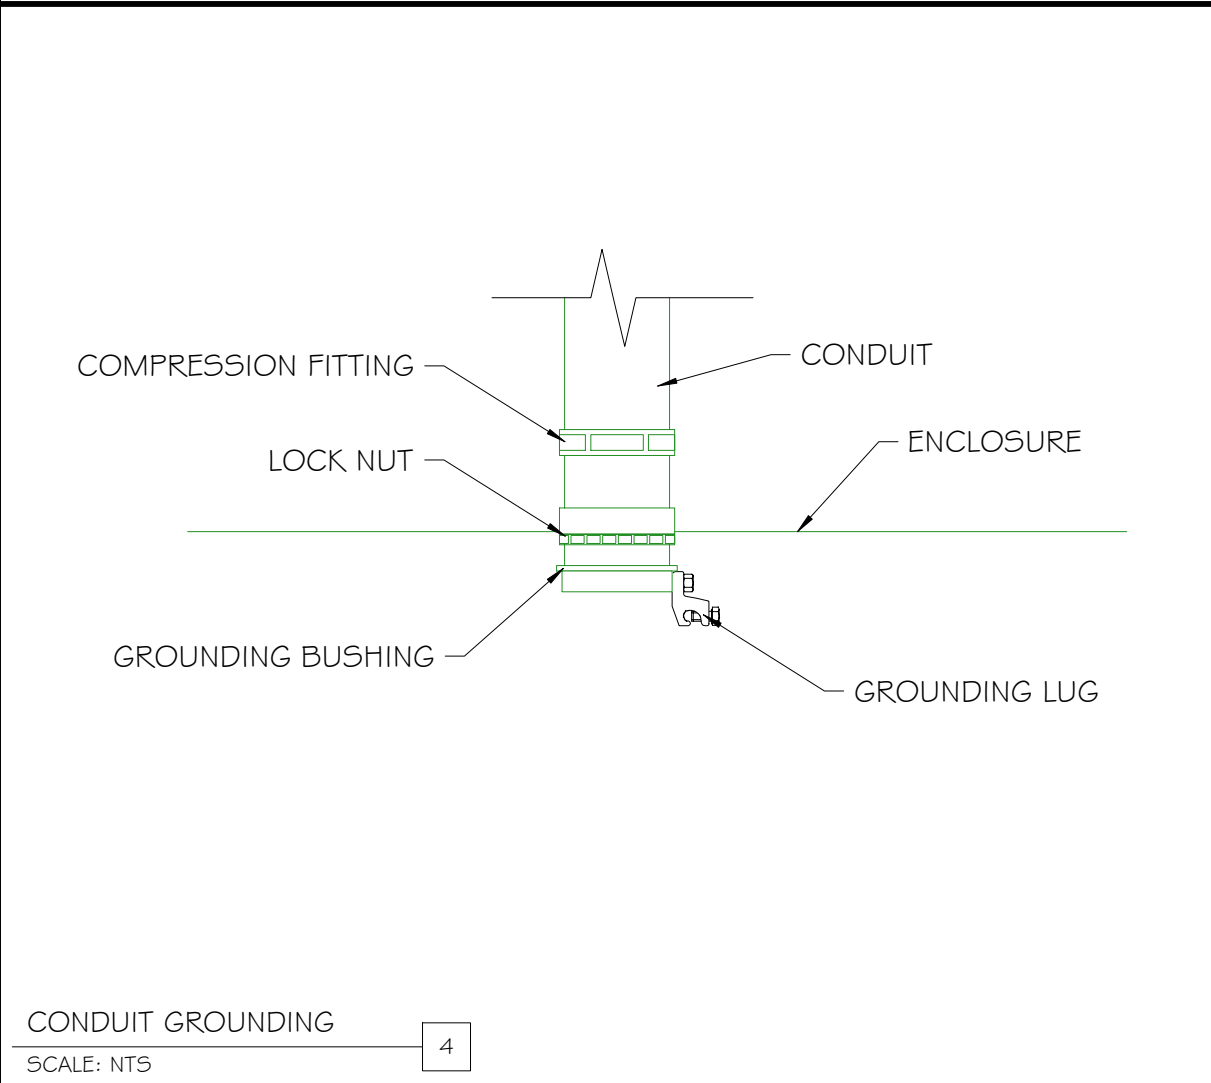 CONDUIT
COMPRESSION FITTING
ENCLOSURE
LOCK NUT
GROUNDING BUSHING
GROUNDING LUG
CONDUIT GROUNDING
4
SCALE: NTS